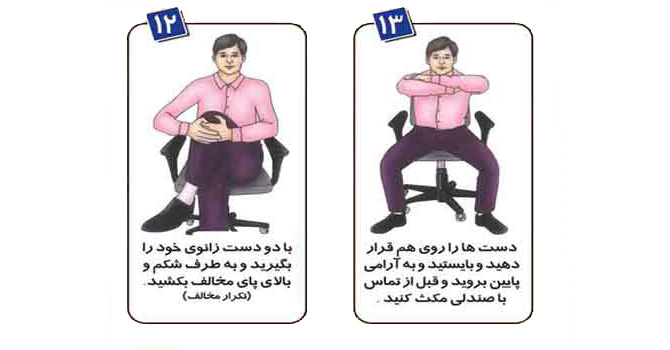 ۱۲
با دو دست زانوی خود را
بگیرید و به طرف شکم و
بالای پای مخالف بکشید.
(تکرار مخالف)
۱۳
دست ها را روی هم قرار
دهید و بایستید و به آرامی
پایین بروید و قبل از تماس
با صندلی مکث کنید .